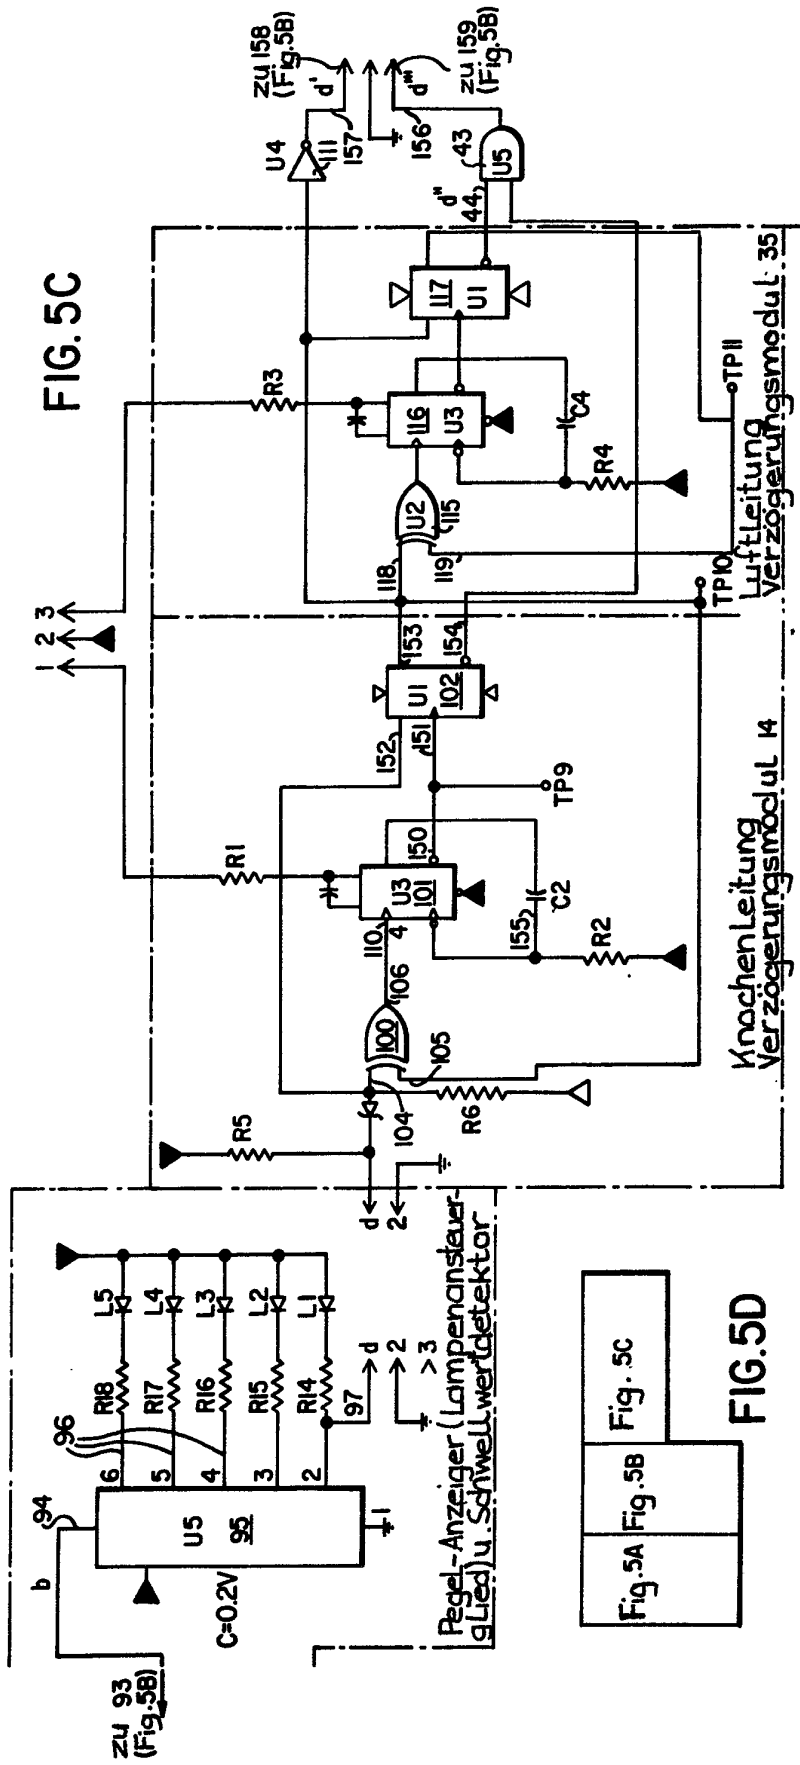 FIG. 5C
zu 93
(Fig.5B)
b
94
U5
95
C=0.2V
1
6
5
4
3
2
96
R18
R17
R16
R15
R14
L5
L4
L3
L2
L1
97
d
2
>3
Pegel-Anzeiger (Lampenansteuer-
glied) u. Schwellwertdetektor
d
2
R5
104
105
R6
100
106
110
4
R1
U3
101
150
155
C2
R2
TP9
152
151
U1
102
153
154
1
2
3
Knochenleitung
Verzögerungsmodul 14
TP10
118
119
U2
115
R3
116
U3
C4
R4
117
U1
TP11
Luftleitung
Verzögerungsmodul 35
U4
111
157
d'
zu 158
(Fig.5B)
d"
44
43
U5
156
d'''
zu 159
(Fig.5B)
Fig.5A
Fig.5B
Fig.5C
FIG.5D